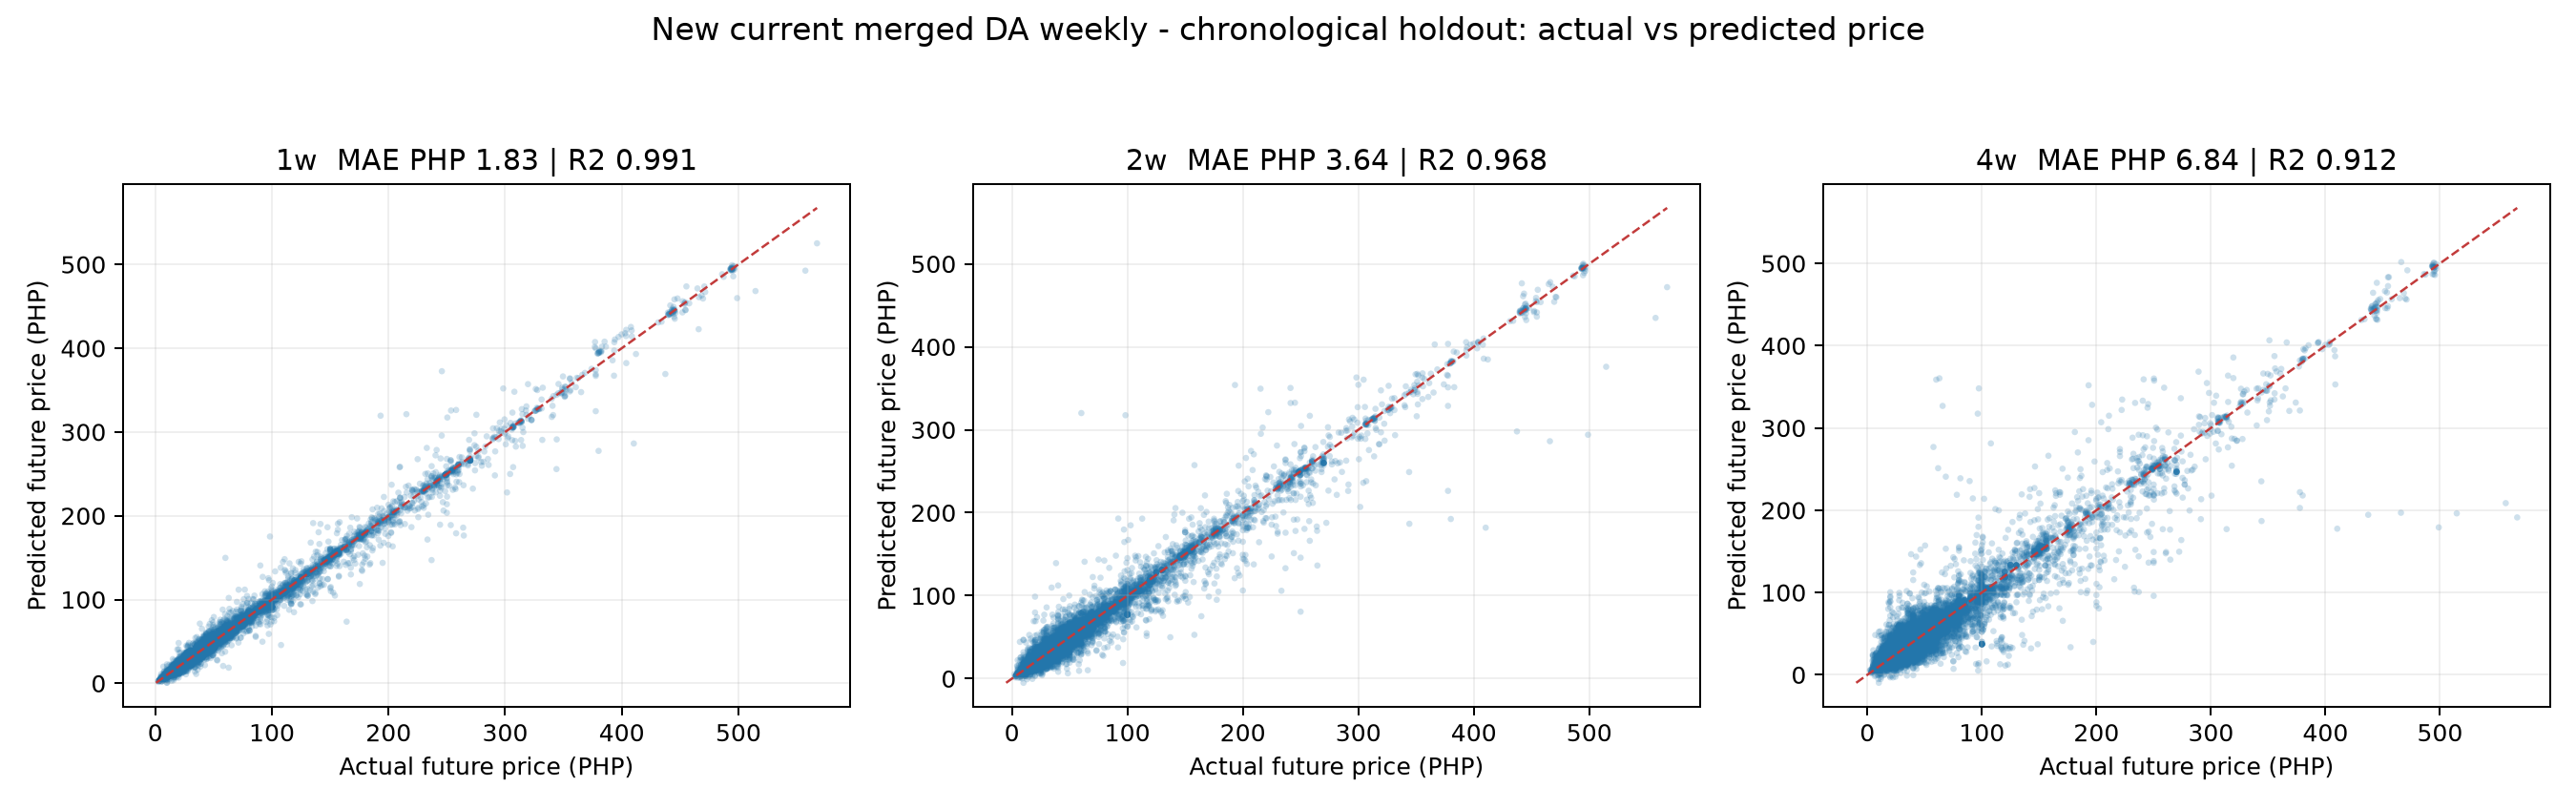 New current merged DA weekly - chronological holdout: actual vs predicted price
1w  MAE PHP 1.83 | R2 0.991
Predicted future price (PHP)
500
400
300
200
100
0
0 100 200 300 400 500
Actual future price (PHP)
2w  MAE PHP 3.64 | R2 0.968
Predicted future price (PHP)
500
400
300
200
100
0
0 100 200 300 400 500
Actual future price (PHP)
4w  MAE PHP 6.84 | R2 0.912
Predicted future price (PHP)
500
400
300
200
100
0
0 100 200 300 400 500
Actual future price (PHP)